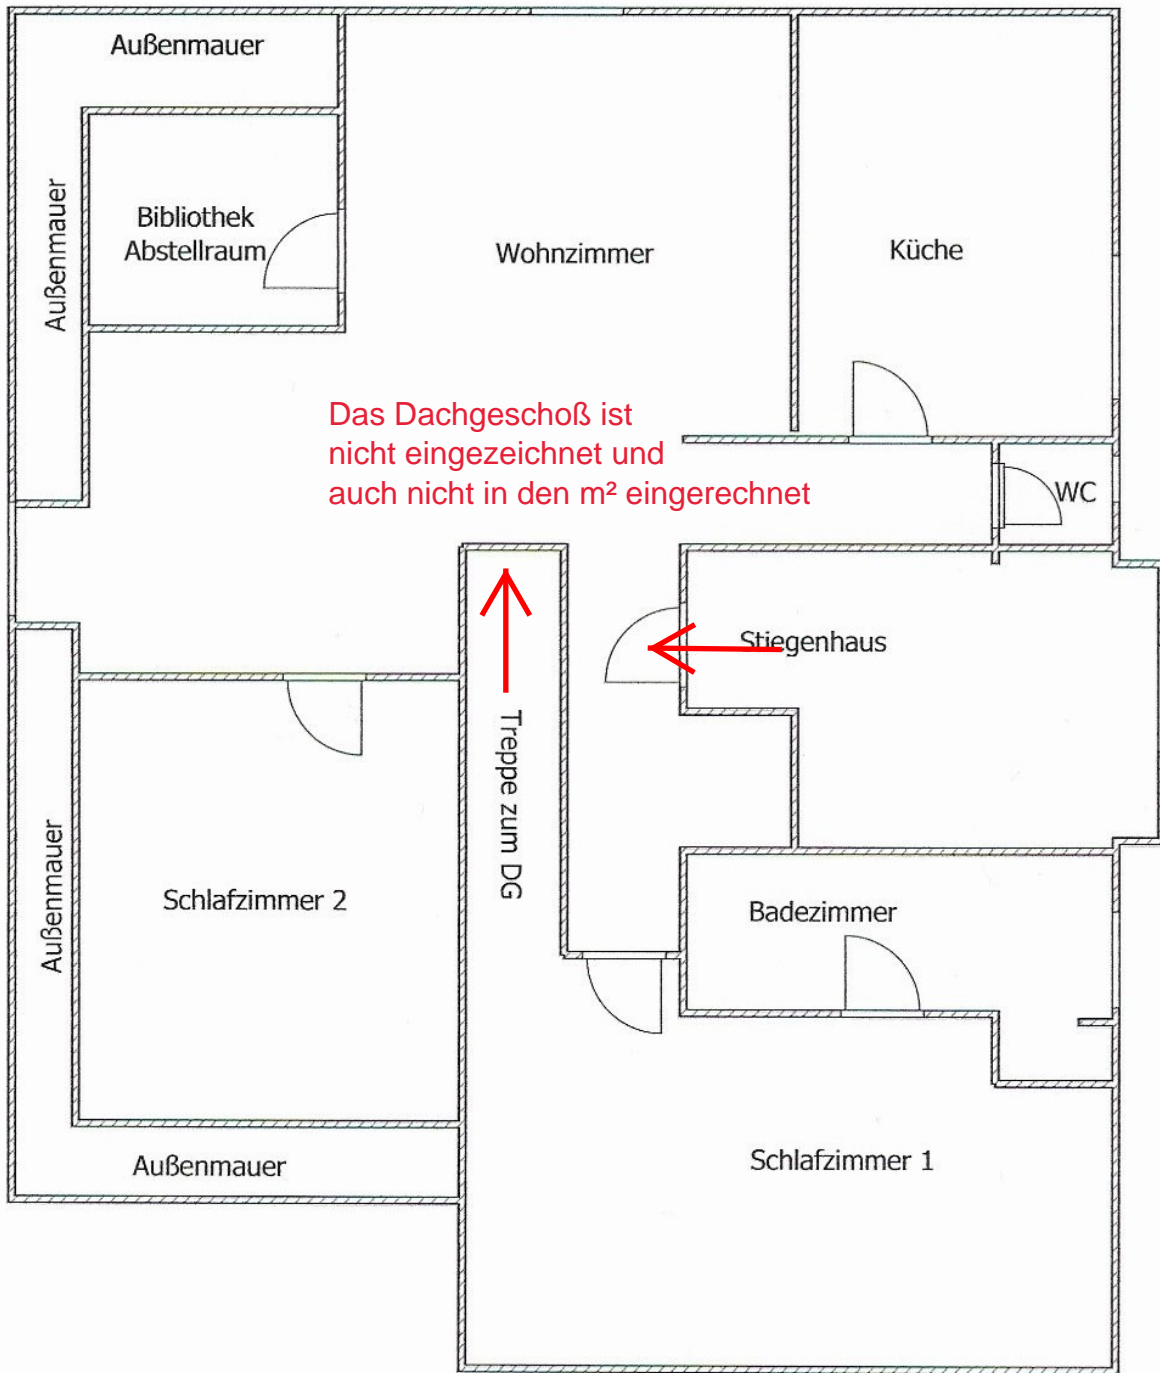 Außenmauer
Außenmauer
Bibliothek
Abstellraum
Wohnzimmer
Küche
Das Dachgeschoß ist
nicht eingezeichnet und
auch nicht in den m² eingerechnet
WC
Stiegenhaus
Treppe zum DG
Außenmauer
Schlafzimmer 2
Badezimmer
Außenmauer
Schlafzimmer 1